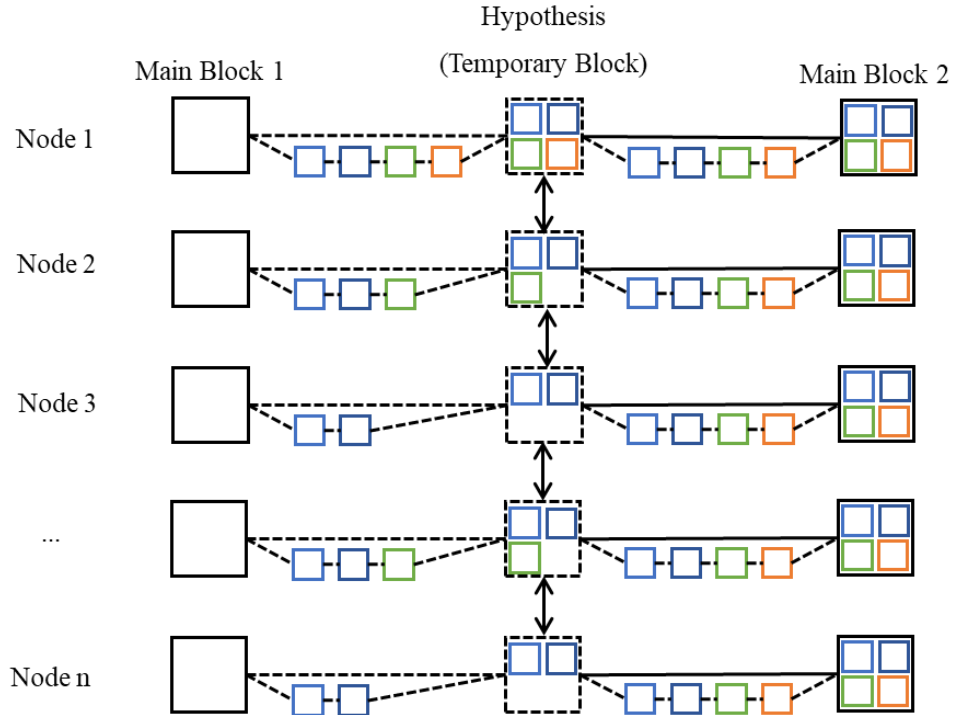 Hypothesis
(Temporary Block)
Main Block 1
Main Block 2
Node 1
Node 2
Node 3
...
Node n